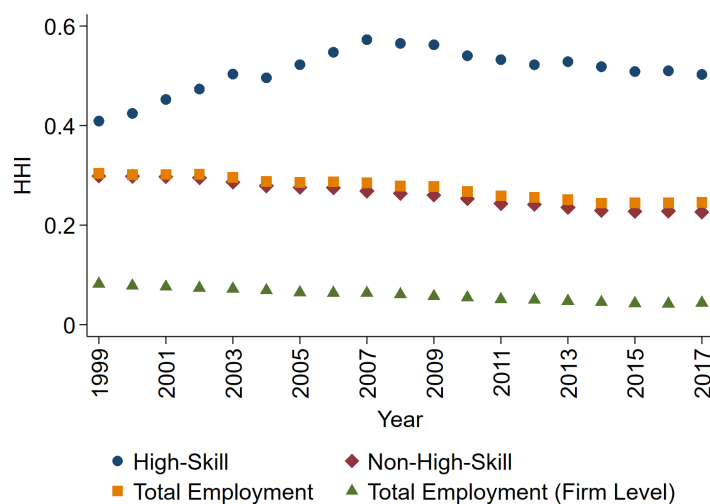 0.6
0.4
0.2
0
HHI
1999
2001
2003
2005
2007
2009
2011
2013
2015
2017
Year
High-Skill
Non-High-Skill
Total Employment
Total Employment (Firm Level)